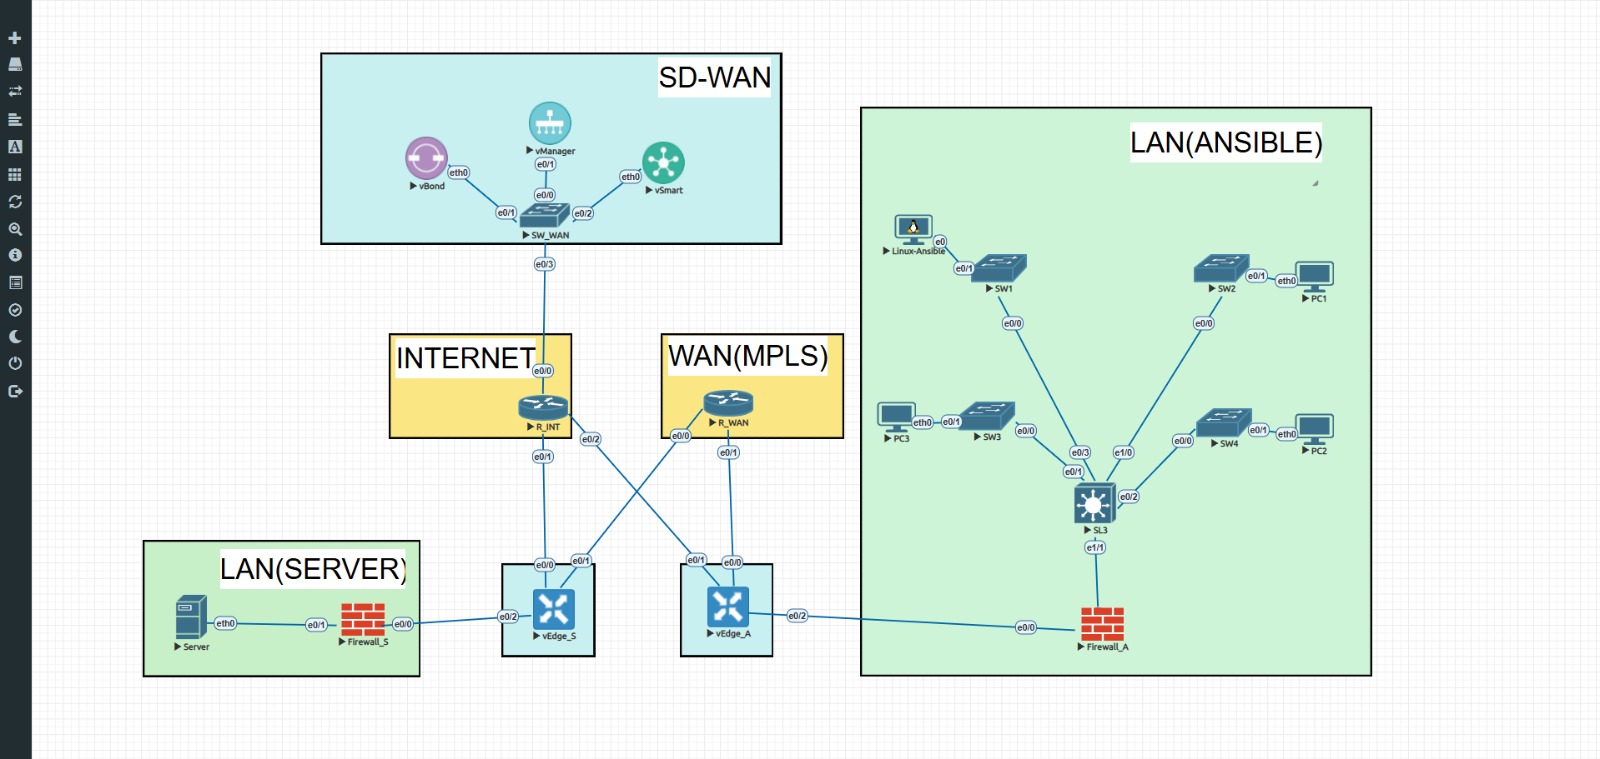 SD-WAN
vManager
e0/1
vBond
eth0
eth0
vSmart
e0/0
e0/1
e0/2
SW_WAN
e0/3
INTERNET
e0/0
R_INT
e0/2
e0/1
WAN(MPLS)
R_WAN
e0/0
e0/1
LAN(SERVER)
Server
eth0
e0/1
Firewall_S
e0/0
e0/0
e0/1
e0/2
vEdge_S
e0/1
e0/0
vEdge_A
e0/2
LAN(ANSIBLE)
Linux-Ansible
e0
e0/1
SW1
e0/0
SW2
e0/1
eth0
PC1
e0/0
PC3
eth0
e0/1
SW3
e0/0
e0/0
SW4
e0/1
eth0
PC2
e0/3
e1/0
e0/1
e0/2
SL3
e1/1
e0/0
Firewall_A